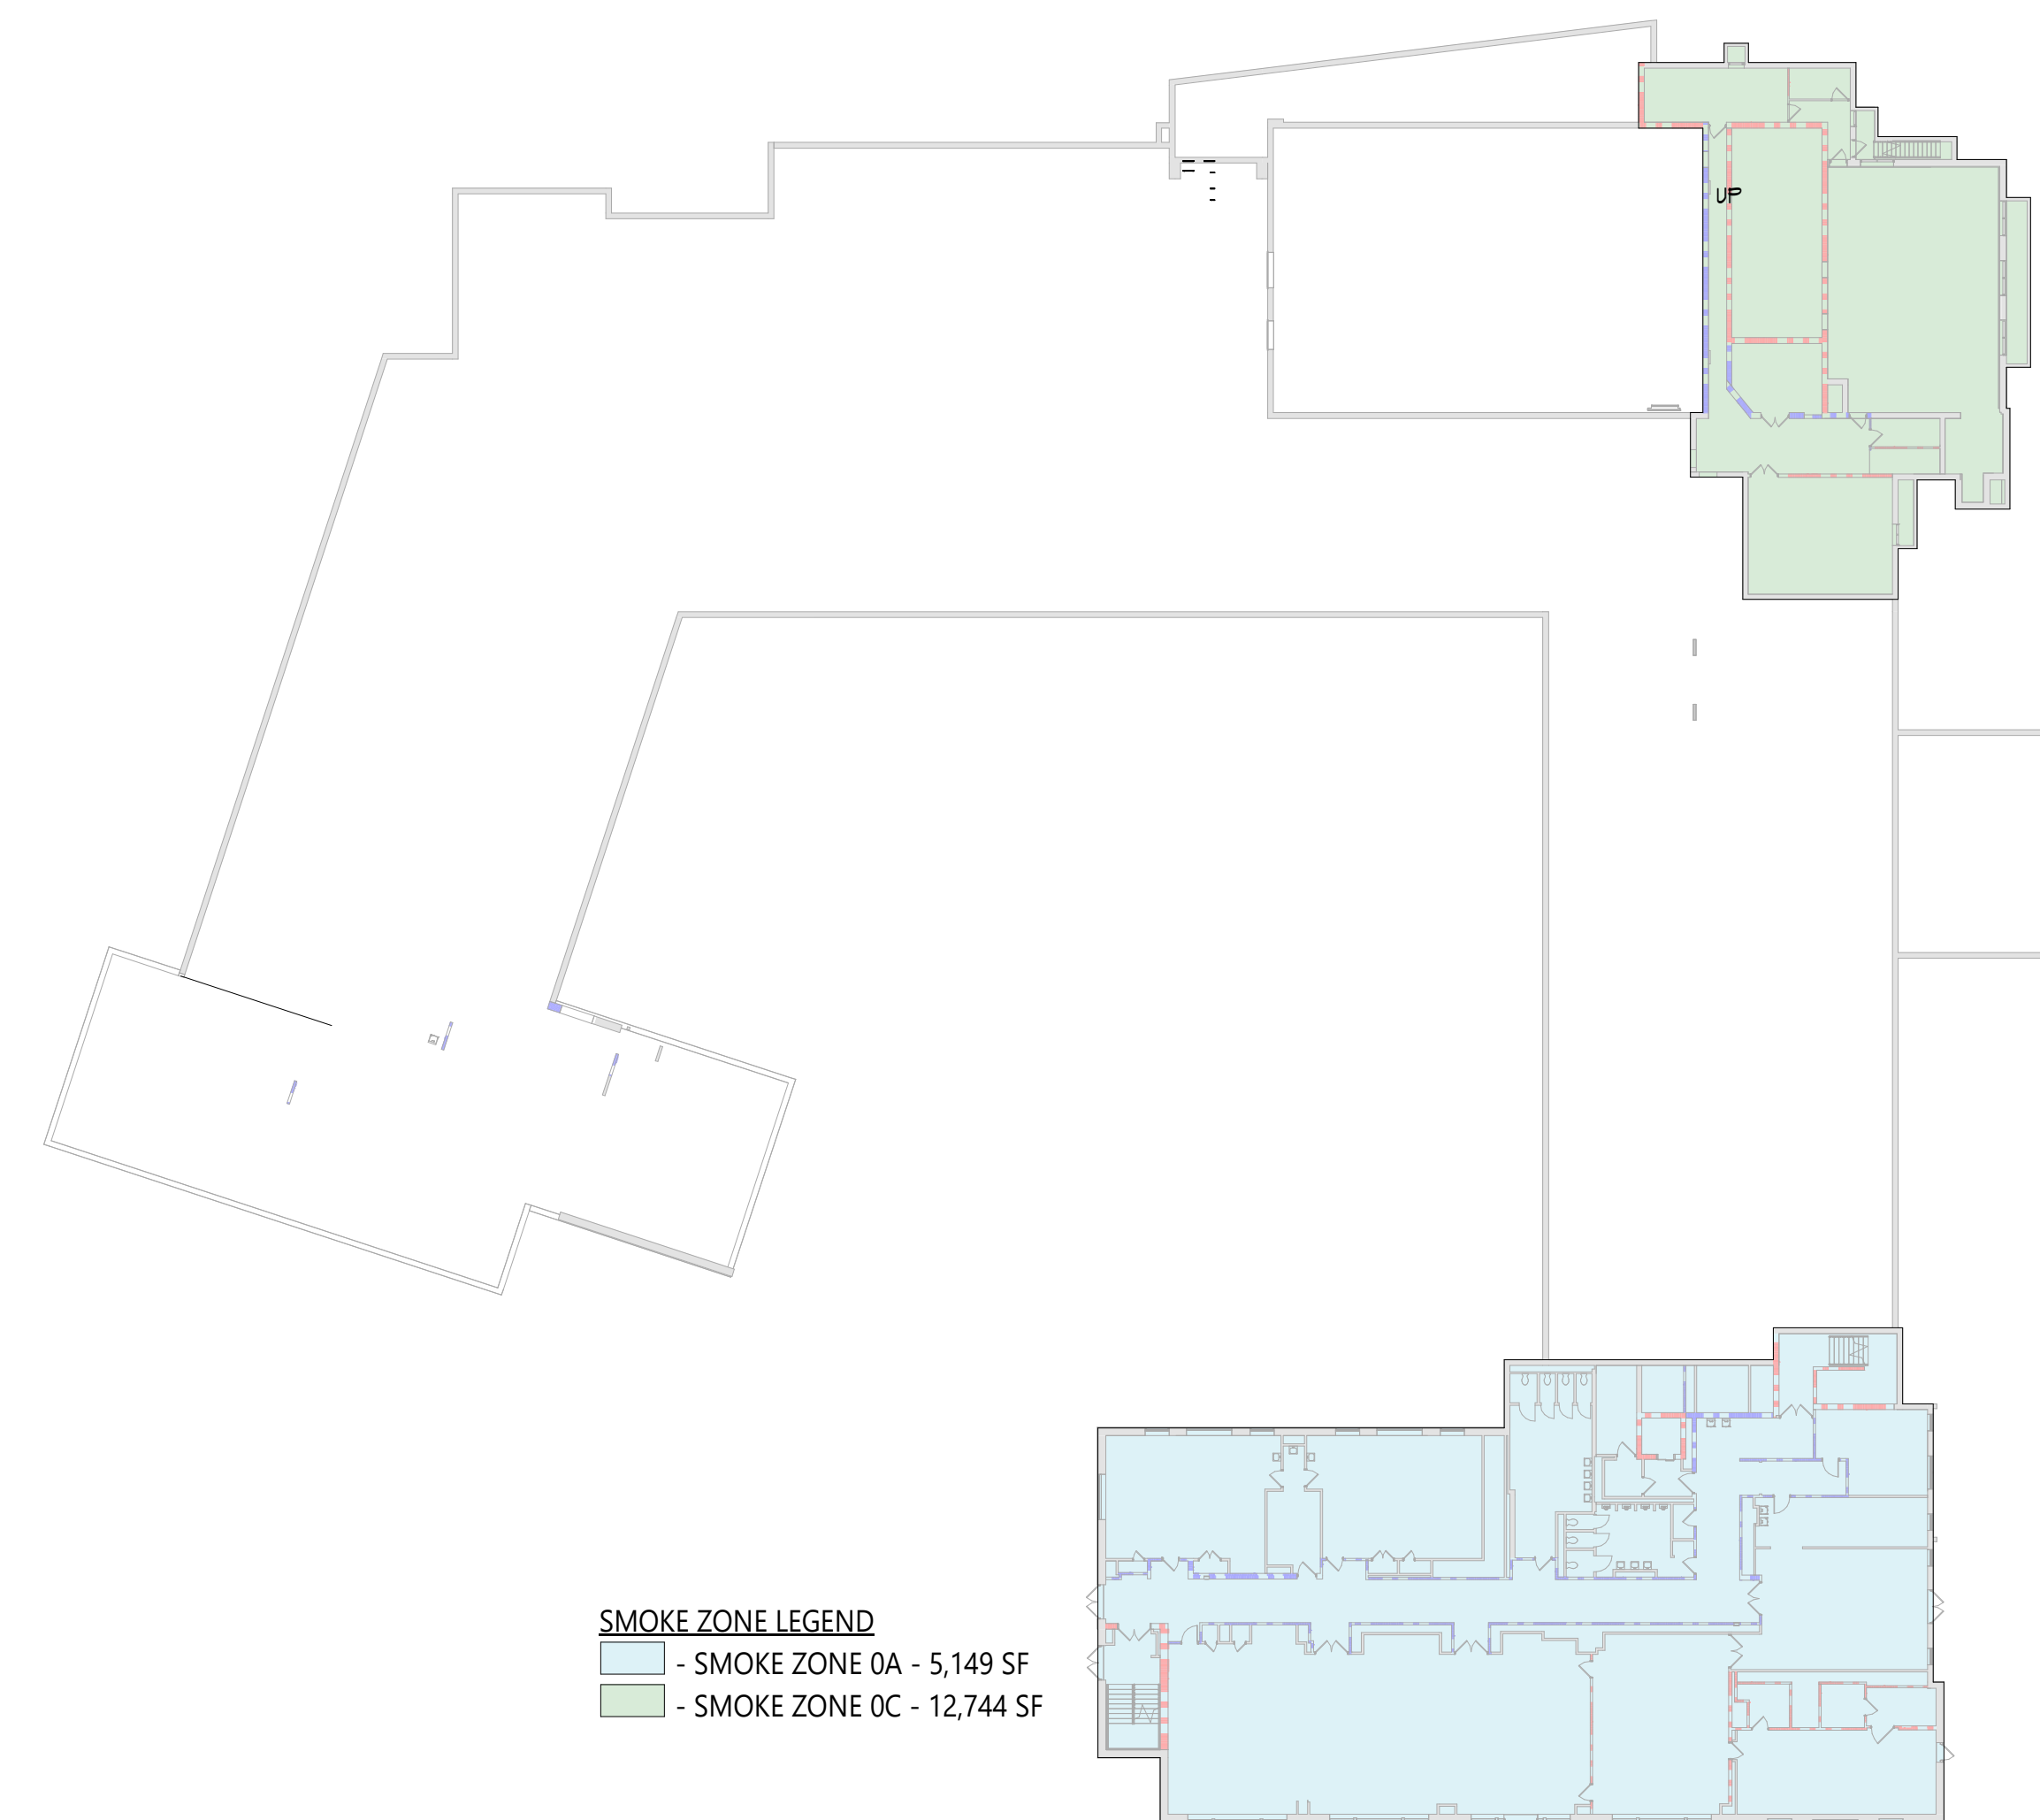 UP
SMOKE ZONE LEGEND
- SMOKE ZONE 0A - 5,149 SF
- SMOKE ZONE 0C - 12,744 SF